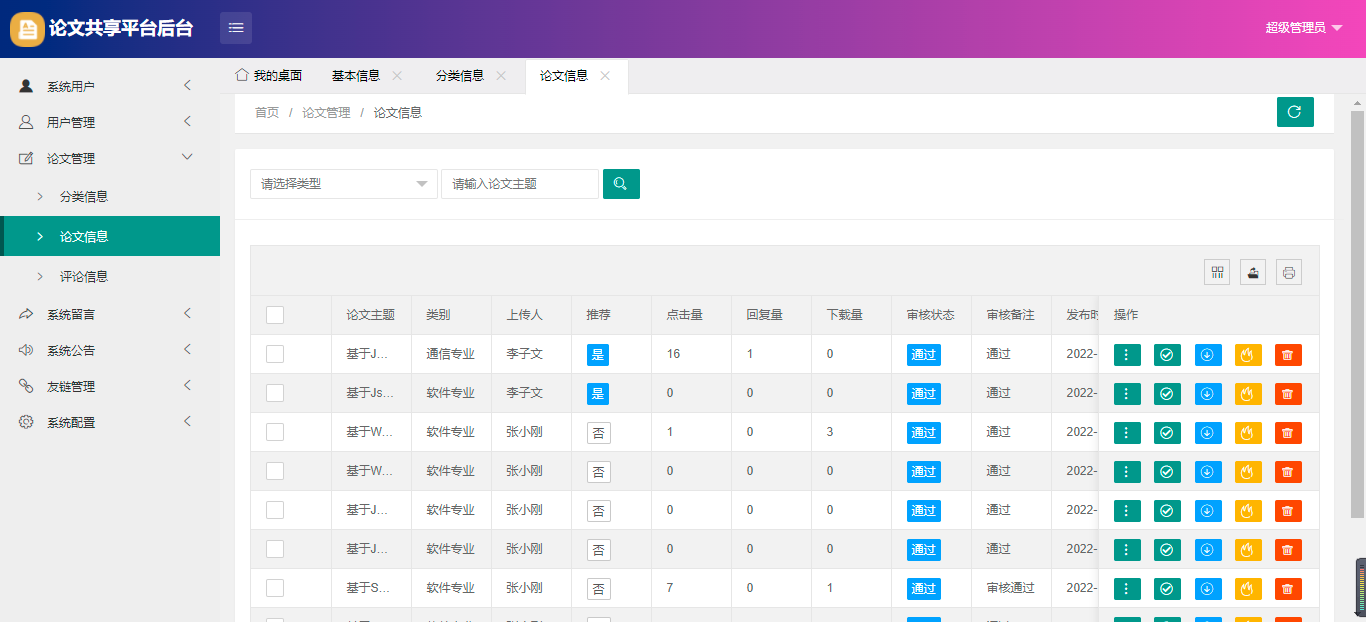 论文共享平台后台
超级管理员
系统用户
用户管理
论文管理
分类信息
论文信息
评论信息
系统留言
系统公告
友链管理
系统配置
我的桌面 基本信息 分类信息 论文信息
首页 / 论文管理 / 论文信息
请选择类型 请输入论文主题
论文主题 类别 上传人 推荐 点击量 回复量 下载量 审核状态 审核备注 发布时 操作
基于J... 通信专业 李子文 是 16 1 0 通过 通过 2022-
基于Js... 软件专业 李子文 是 0 0 0 通过 通过 2022-
基于W... 软件专业 张小刚 否 1 0 3 通过 通过 2022-
基于W... 软件专业 张小刚 否 0 0 0 通过 通过 2022-
基于J... 软件专业 张小刚 否 0 0 0 通过 通过 2022-
基于J... 软件专业 张小刚 否 0 0 0 通过 通过 2022-
基于S... 软件专业 张小刚 否 7 0 1 通过 审核通过 2022-